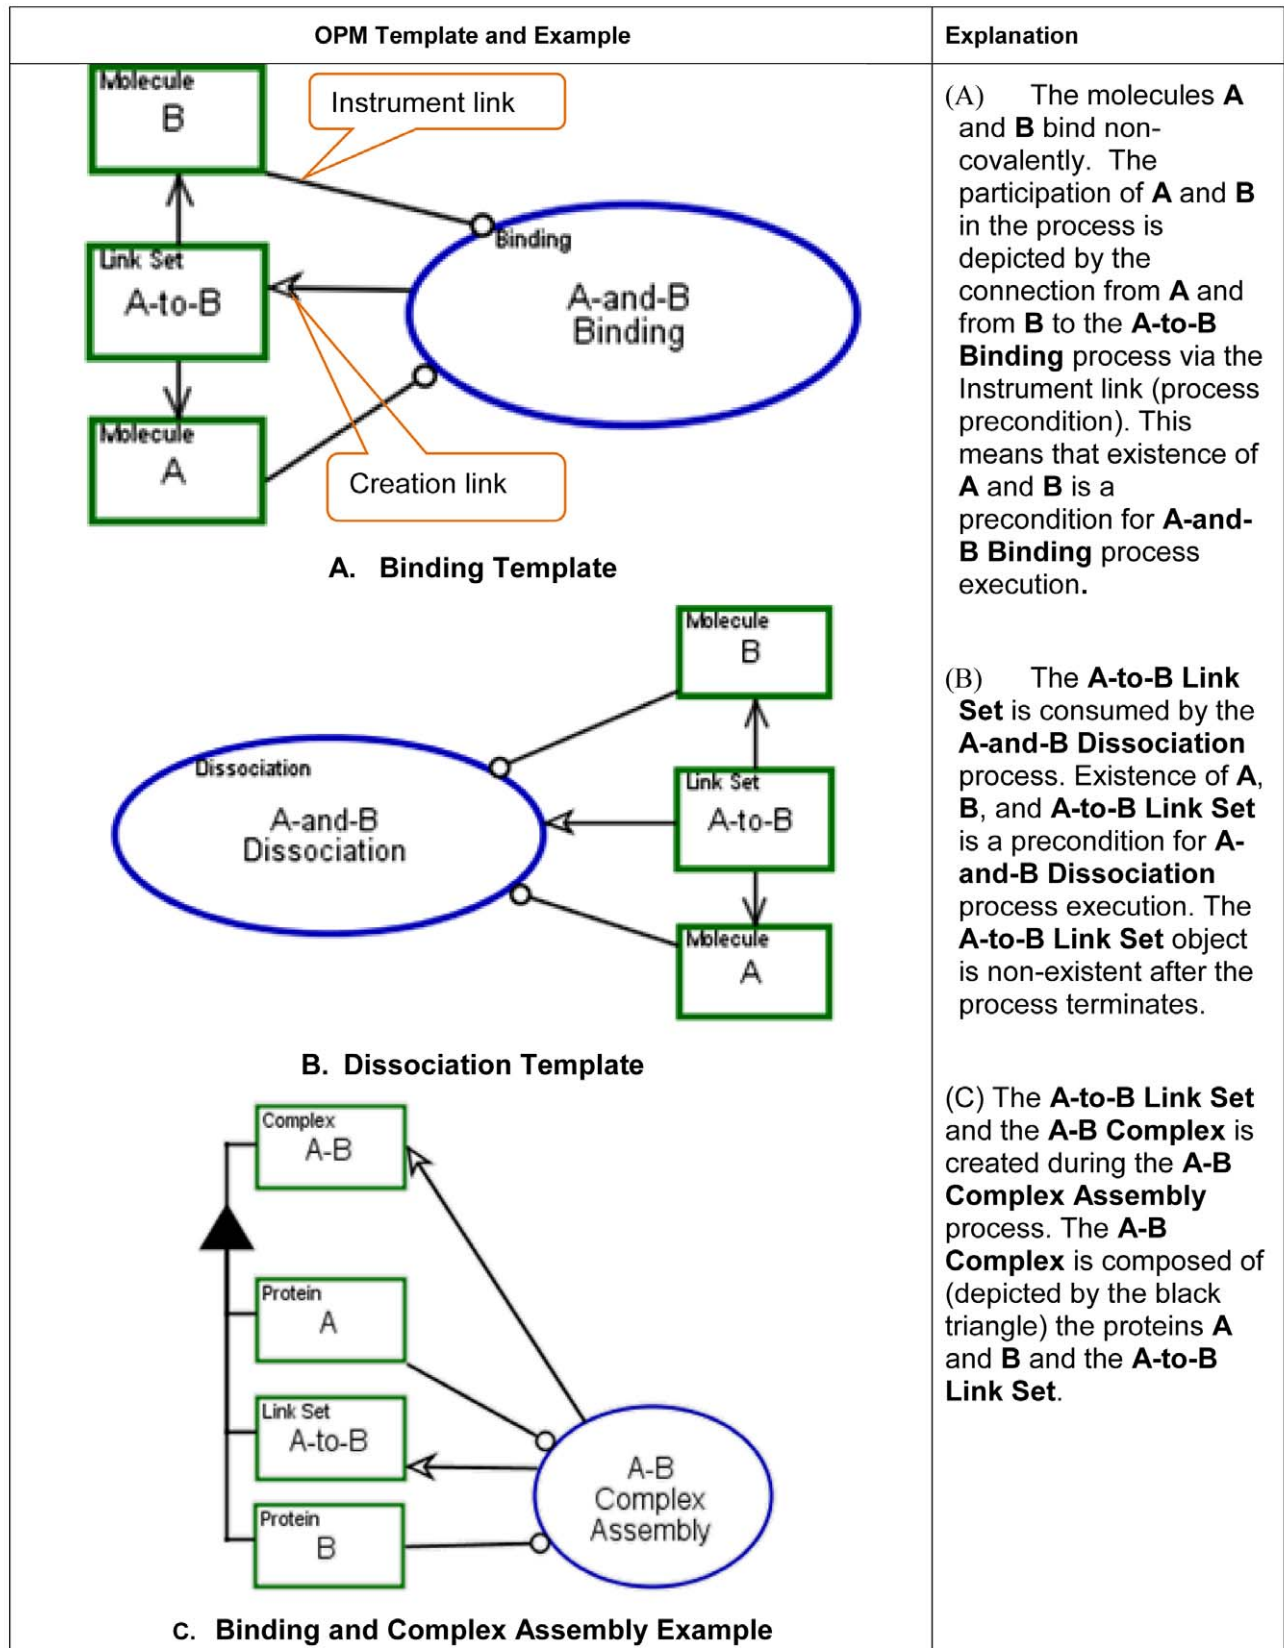 OPM Template and Example
Explanation
Molecule
B
Instrument link
Link Set
A-to-B
Binding
A-and-B
Binding
Molecule
A
Creation link
A. Binding Template
(A) The molecules A
and B bind non-
covalently. The
participation of A and B
in the process is
depicted by the
connection from A and
from B to the A-to-B
Binding process via the
Instrument link (process
precondition). This
means that existence of
A and B is a
precondition for A-and-
B Binding process
execution.
Molecule
B
Dissociation
A-and-B
Dissociation
Link Set
A-to-B
Molecule
A
B. Dissociation Template
(B) The A-to-B Link
Set is consumed by the
A-and-B Dissociation
process. Existence of A,
B, and A-to-B Link Set
is a precondition for A-
and-B Dissociation
process execution. The
A-to-B Link Set object
is non-existent after the
process terminates.
Complex
A-B
Protein
A
Link Set
A-to-B
Protein
B
A-B
Complex
Assembly
C. Binding and Complex Assembly Example
(C) The A-to-B Link Set
and the A-B Complex is
created during the A-B
Complex Assembly
process. The A-B
Complex is composed of
(depicted by the black
triangle) the proteins A
and B and the A-to-B
Link Set.